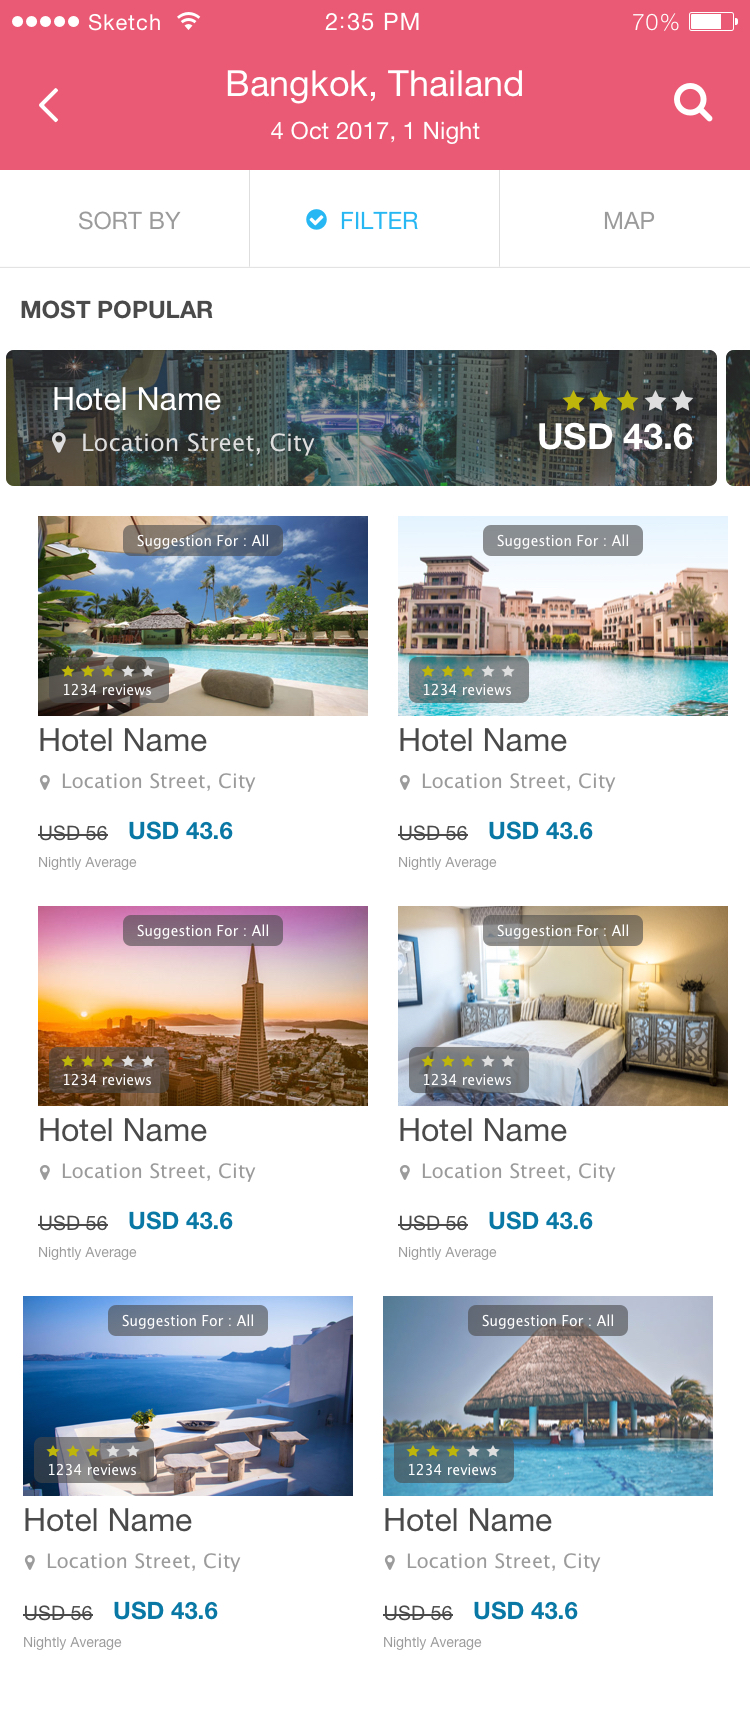 Sketch 2:35 PM 70%
Bangkok, Thailand
4 Oct 2017, 1 Night
SORT BY FILTER MAP
MOST POPULAR
Hotel Name
Location Street, City
USD 43.6
Suggestion For : All
1234 reviews
Hotel Name
Location Street, City
USD 56 USD 43.6
Nightly Average
Suggestion For : All
1234 reviews
Hotel Name
Location Street, City
USD 56 USD 43.6
Nightly Average
Suggestion For : All
1234 reviews
Hotel Name
Location Street, City
USD 56 USD 43.6
Nightly Average
Suggestion For : All
1234 reviews
Hotel Name
Location Street, City
USD 56 USD 43.6
Nightly Average
Suggestion For : All
1234 reviews
Hotel Name
Location Street, City
USD 56 USD 43.6
Nightly Average
Suggestion For : All
1234 reviews
Hotel Name
Location Street, City
USD 56 USD 43.6
Nightly Average